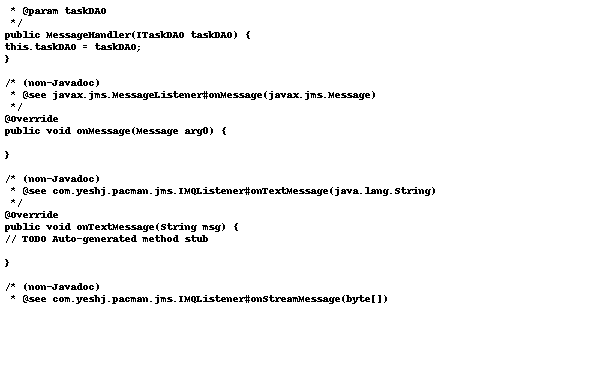 * @param taskDAO
*/
public MessageHandler(ITaskDAO taskDAO) {
this.taskDAO = taskDAO;
}
/* (non-Javadoc)
* @see javax.jms.MessageListener#onMessage(javax.jms.Message)
*/
@Override
public void onMessage(Message arg0) {
}
/* (non-Javadoc)
* @see com.yeshj.pacman.jms.IMQListener#onTextMessage(java.lang.String)
*/
@Override
public void onTextMessage(String msg) {
// TODO Auto-generated method stub
}
/* (non-Javadoc)
* @see com.yeshj.pacman.jms.IMQListener#onStreamMessage(byte[])